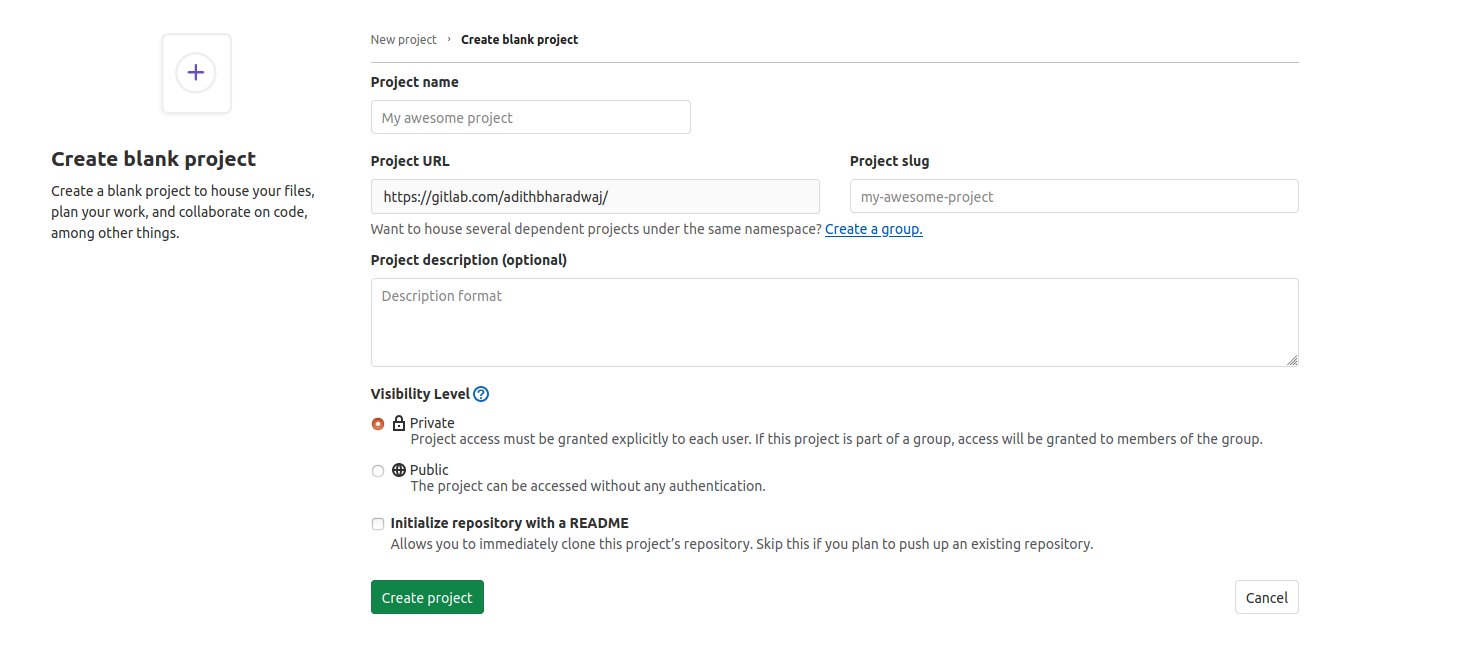 Create blank project
Create a blank project to house your files,
plan your work, and collaborate on code,
among other things.
New project › Create blank project
Project name
My awesome project
Project URL
https://gitlab.com/adithbharadwaj/
Project slug
my-awesome-project
Want to house several dependent projects under the same namespace? Create a group.
Project description (optional)
Description format
Visibility Level ?
Private
Project access must be granted explicitly to each user. If this project is part of a group, access will be granted to members of the group.
Public
The project can be accessed without any authentication.
Initialize repository with a README
Allows you to immediately clone this project's repository. Skip this if you plan to push up an existing repository.
Create project
Cancel